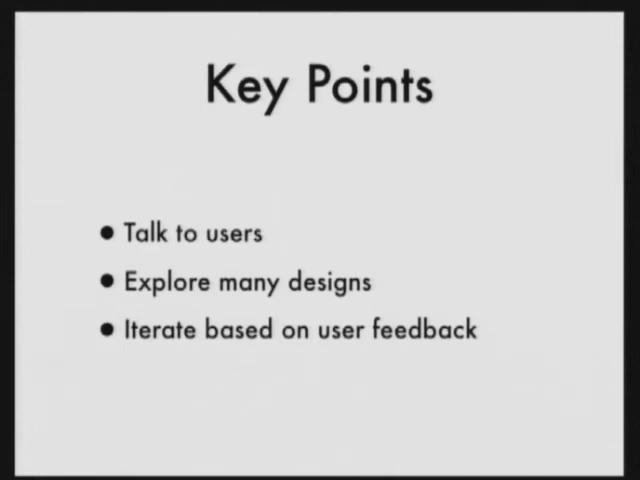 Key Points
• Talk to users
• Explore many designs
• Iterate based on user feedback